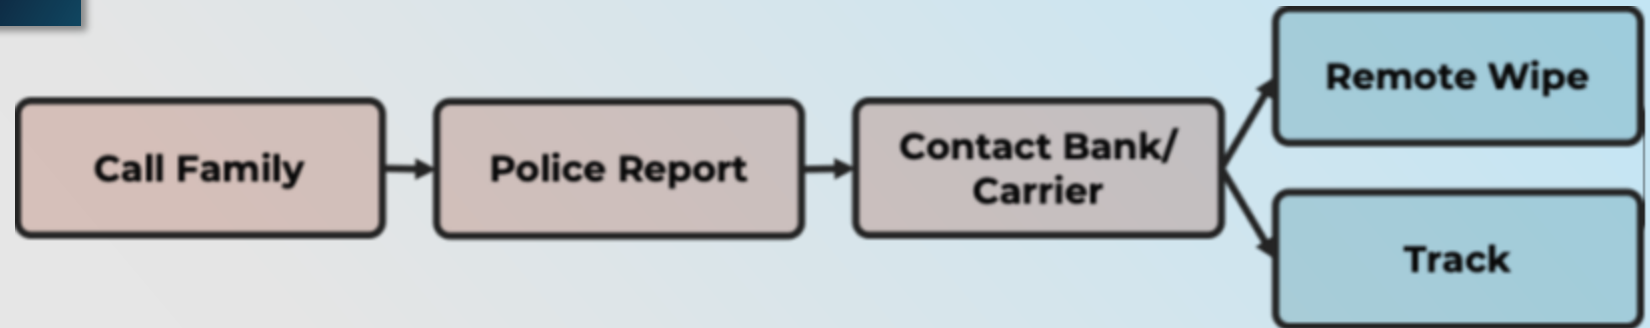 Call Family
Police Report
Contact Bank/
Carrier
Remote Wipe
Track